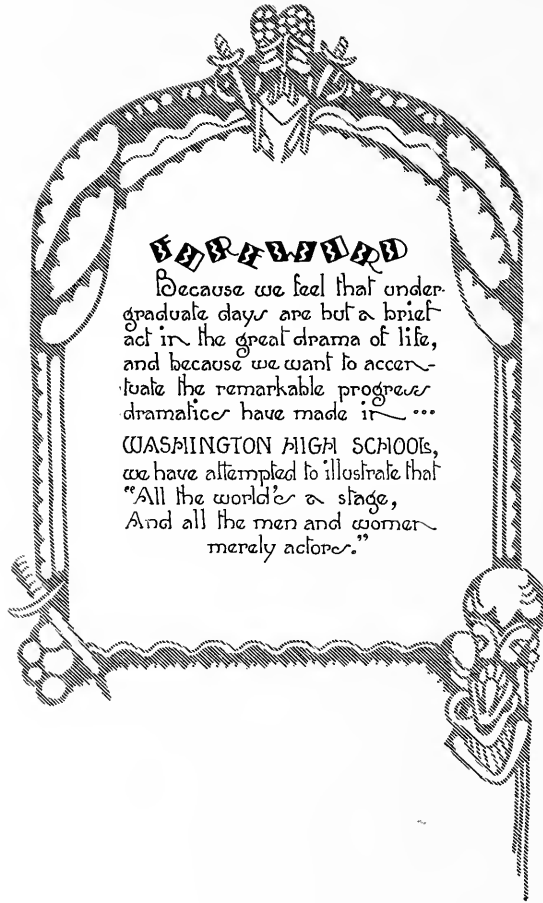 FOREWORD
Because we feel that under-
graduate days are but a brief
act in the great drama of life,
and because we want to accen-
tuate the remarkable progress
dramatics have made in ...
WASHINGTON HIGH SCHOOLS,
we have attempted to illustrate that
"All the world's a stage,
And all the men and women
merely actors."